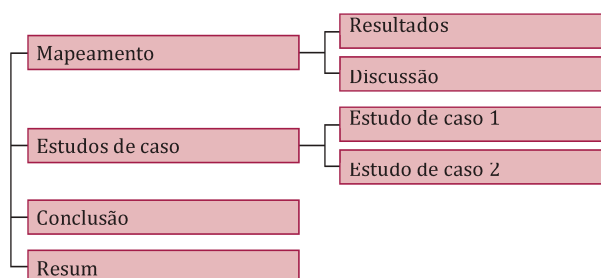 Mapeamento
Resultados
Discussão
Estudos de caso
Estudo de caso 1
Estudo de caso 2
Conclusão
Resum